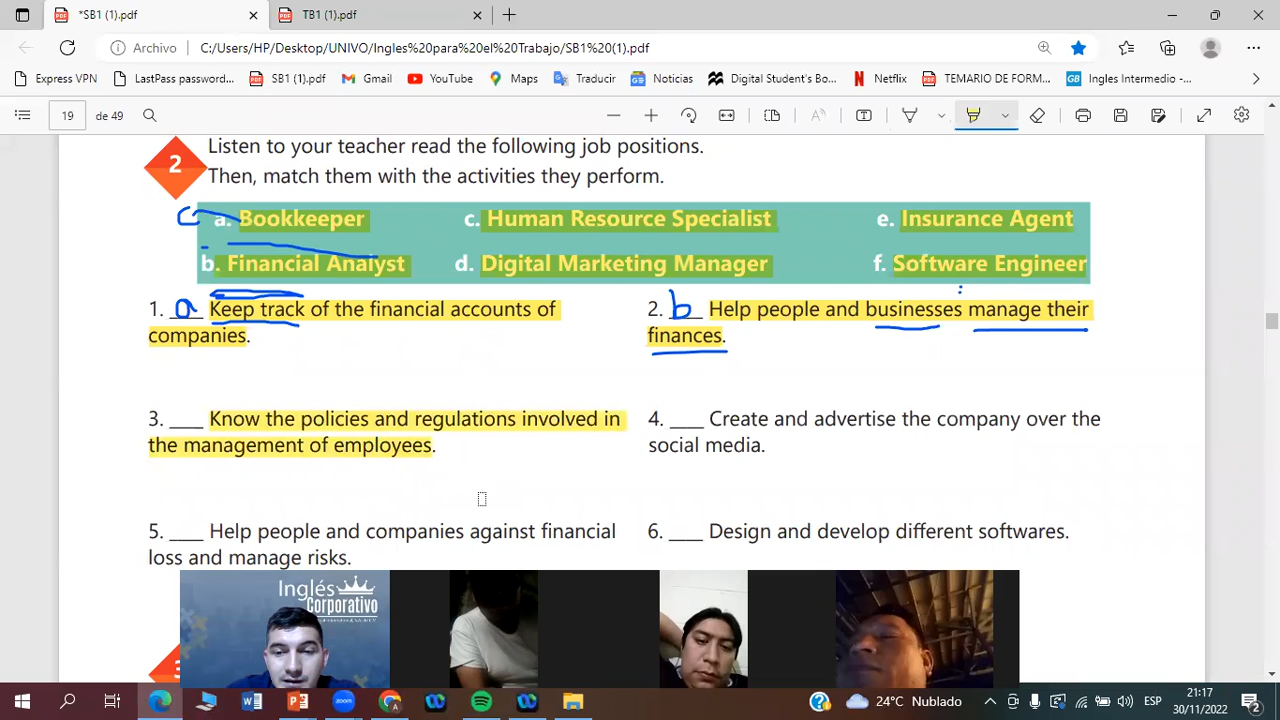 *SB1 (1).pdf
TB1 (1).pdf
Archivo
C:/Users/HP/Desktop/UNIVO/Ingles%20para%20el%20Trabajo/SB1%20(1).pdf
Express VPN
LastPass password...
SB1 (1).pdf
Gmail
YouTube
Maps
Traducir
Noticias
Digital Student's Bo...
Netflix
TEMARIO DE FORM...
Ingles Intermedio –...
19
de 49
2
Listen to your teacher read the following job positions.
Then, match them with the activities they perform.
a. Bookkeeper
c. Human Resource Specialist
e. Insurance Agent
b. Financial Analyst
d. Digital Marketing Manager
f. Software Engineer
1. a Keep track of the financial accounts of
companies.
2. b Help people and businesses manage their
finances.
3. ____ Know the policies and regulations involved in
the management of employees.
4. ____ Create and advertise the company over the
social media.
5. ____ Help people and companies against financial
loss and manage risks.
6. ____ Design and develop different softwares.
Inglés
Corporativo
3
24°C Nublado
ESP
21:17
30/11/2022
2